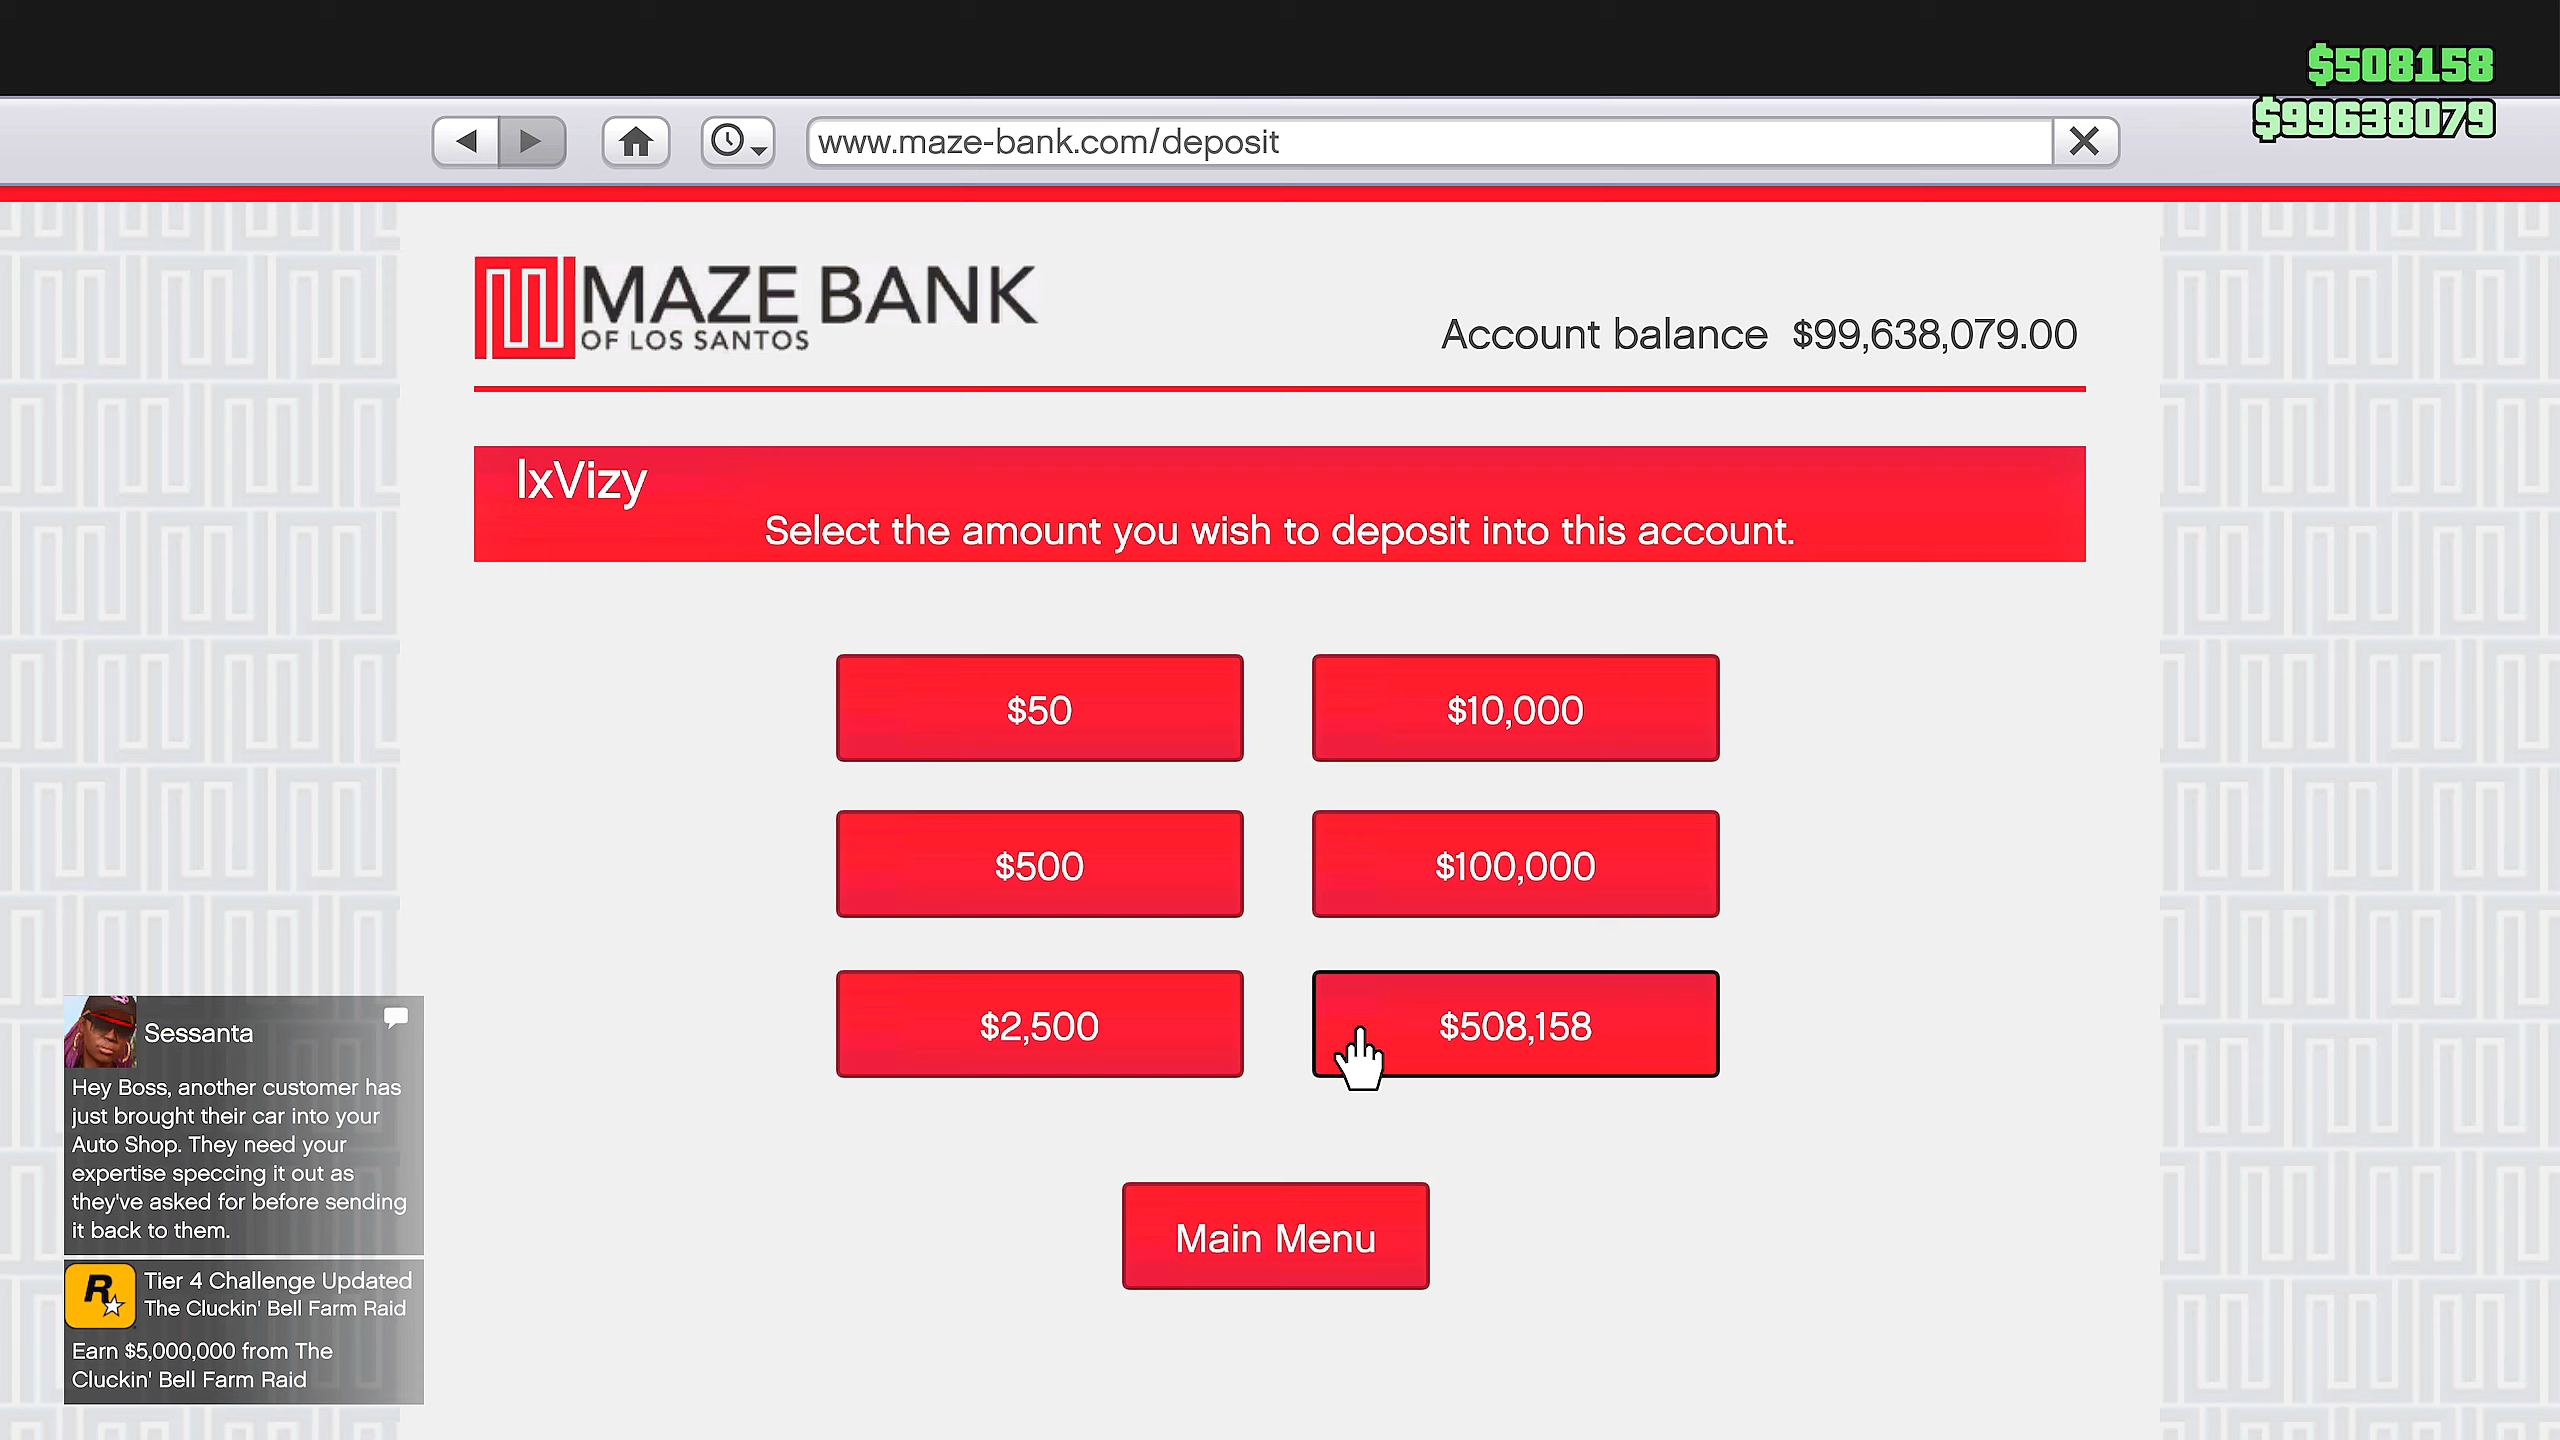 $508158
$99638079
www.maze-bank.com/deposit
MAZE BANK
OF LOS SANTOS
Account balance $99,638,079.00
lxVizy
Select the amount you wish to deposit into this account.
$50
$10,000
$500
$100,000
$2,500
$508,158
Main Menu
Sessanta
Hey Boss, another customer has
just brought their car into your
Auto Shop. They need your
expertise speccing it out as
they've asked for before sending
it back to them.
R
Tier 4 Challenge Updated
The Cluckin' Bell Farm Raid
Earn $5,000,000 from The
Cluckin' Bell Farm Raid